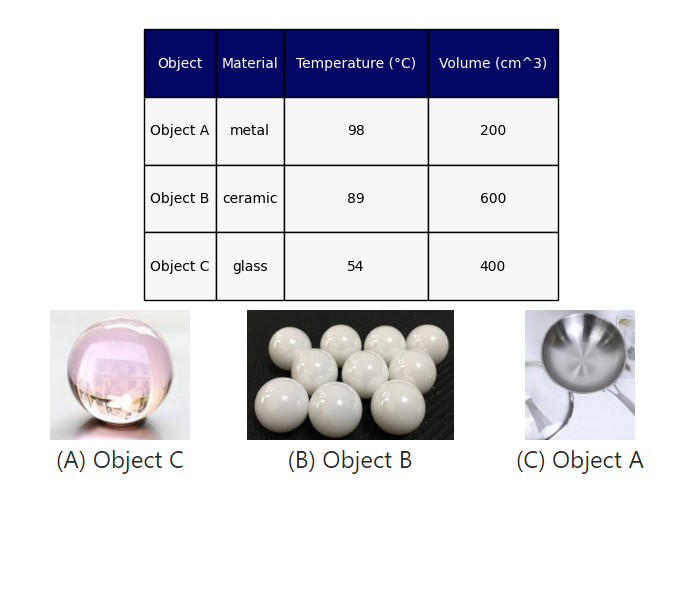 Object Material Temperature (°C) Volume (cm^3)
Object A metal 98 200
Object B ceramic 89 600
Object C glass 54 400
(A) Object C (B) Object B (C) Object A